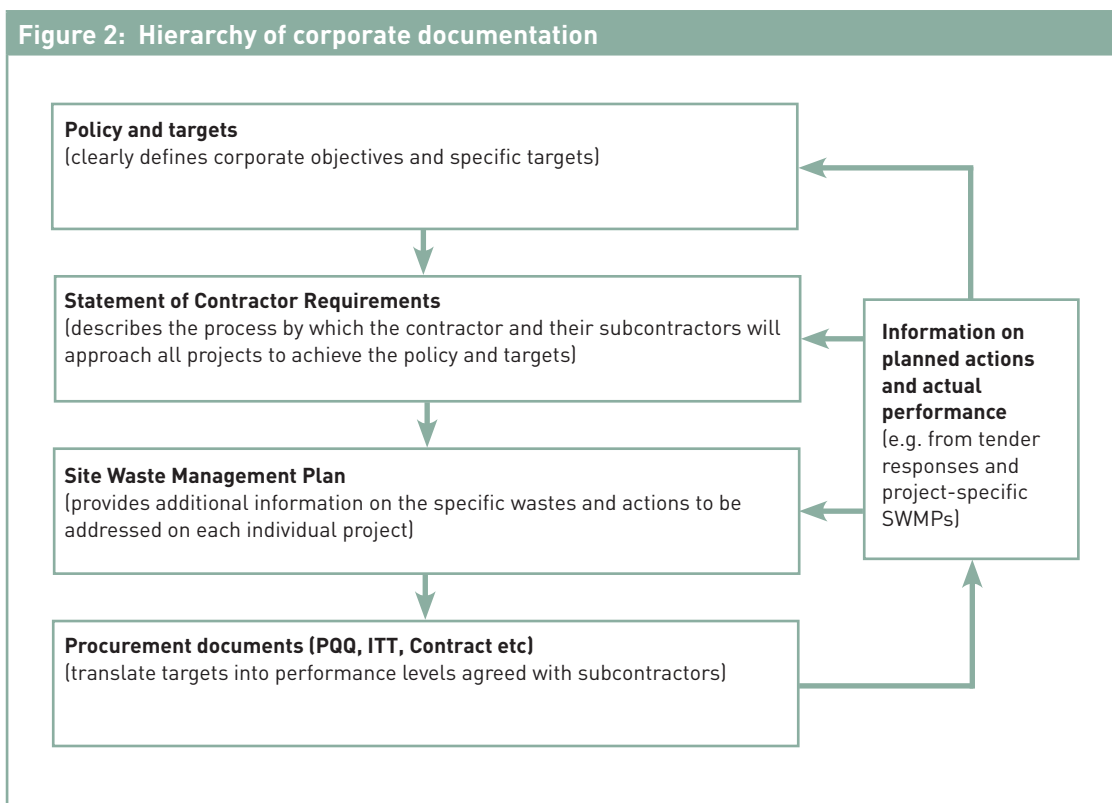 Figure 2: Hierarchy of corporate documentation
Policy and targets
(clearly defines corporate objectives and specific targets)
Statement of Contractor Requirements
(describes the process by which the contractor and their subcontractors will
approach all projects to achieve the policy and targets)
Site Waste Management Plan
(provides additional information on the specific wastes and actions to be
addressed on each individual project)
Procurement documents (PQQ, ITT, Contract etc)
(translate targets into performance levels agreed with subcontractors)
Information on
planned actions
and actual
performance
(e.g. from tender
responses and
project-specific
SWMPs)